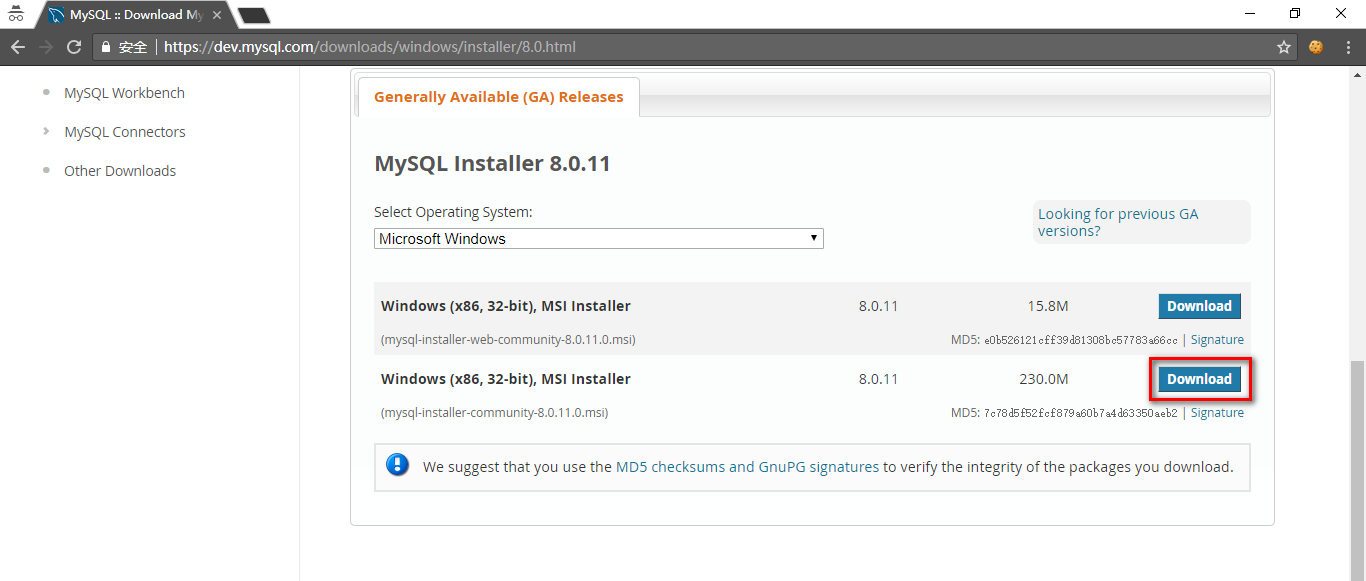 MySQL :: Download My
安全 https://dev.mysql.com/downloads/windows/installer/8.0.html
MySQL Workbench
MySQL Connectors
Other Downloads
Generally Available (GA) Releases
MySQL Installer 8.0.11
Select Operating System:
Microsoft Windows
Looking for previous GA
versions?
Windows (x86, 32-bit), MSI Installer 8.0.11 15.8M Download
(mysql-installer-web-community-8.0.11.0.msi) MD5: e0b526121cff39d81308bc57783a66cc | Signature
Windows (x86, 32-bit), MSI Installer 8.0.11 230.0M Download
(mysql-installer-community-8.0.11.0.msi) MD5: 7c78d5f52fcf879a60b7a4d63350aeb2 | Signature
We suggest that you use the MD5 checksums and GnuPG signatures to verify the integrity of the packages you download.